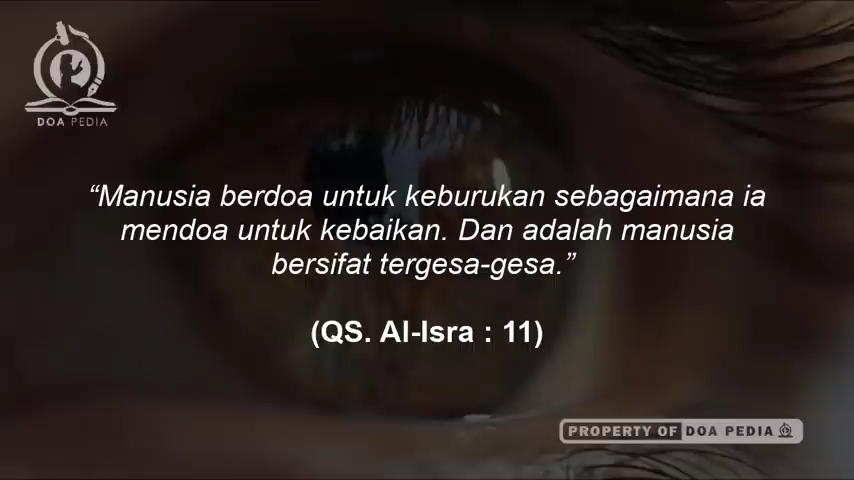 DOA PEDIA
“Manusia berdoa untuk keburukan sebagaimana ia
mendoa untuk kebaikan. Dan adalah manusia
bersifat tergesa-gesa.”
(QS. Al-Isra : 11)
PROPERTY OF DOA PEDIA